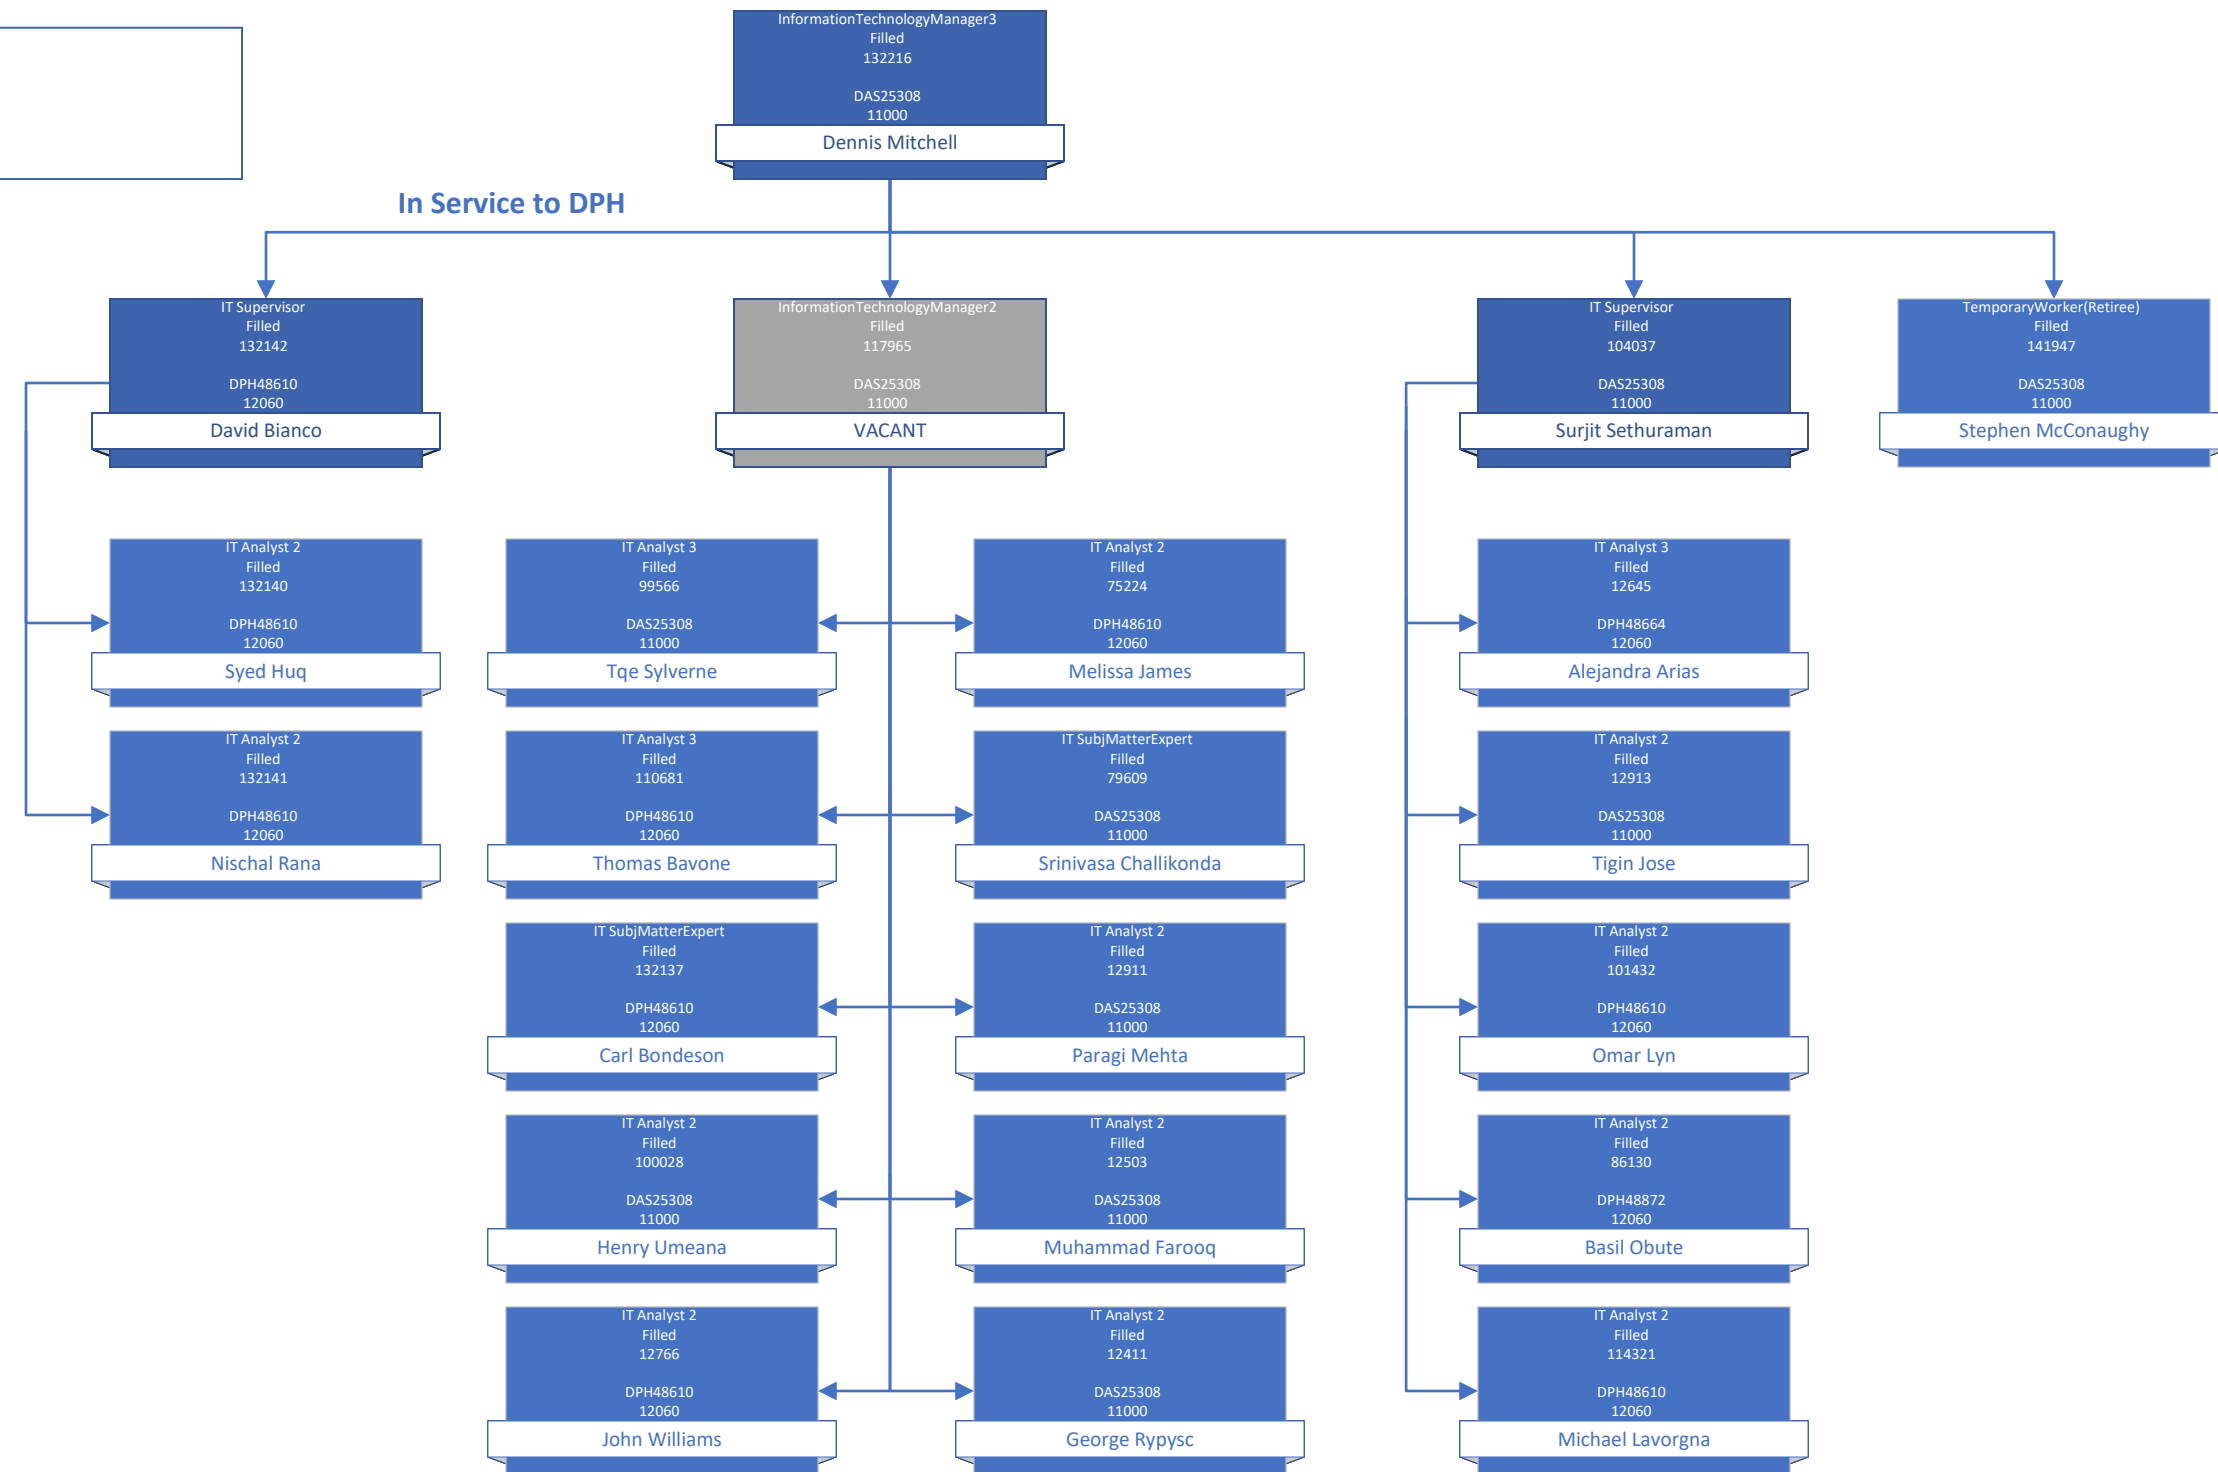 InformationTechnologyManager3
Filled
132216
DAS25308
11000
Dennis Mitchell
In Service to DPH
IT Supervisor
Filled
132142
DPH48610
12060
David Bianco
InformationTechnologyManager2
Filled
117965
DAS25308
11000
VACANT
IT Supervisor
Filled
104037
DAS25308
11000
Surjit Sethuraman
TemporaryWorker(Retiree)
Filled
141947
DAS25308
11000
Stephen McConaughy
IT Analyst 2
Filled
132140
DPH48610
12060
Syed Huq
IT Analyst 3
Filled
99566
DAS25308
11000
Tqe Sylverne
IT Analyst 2
Filled
75224
DPH48610
12060
Melissa James
IT Analyst 3
Filled
12645
DPH48664
12060
Alejandra Arias
IT Analyst 2
Filled
132141
DPH48610
12060
Nischal Rana
IT Analyst 3
Filled
110681
DPH48610
12060
Thomas Bavone
IT SubjMatterExpert
Filled
79609
DAS25308
11000
Srinivasa Challikonda
IT Analyst 2
Filled
12913
DAS25308
11000
Tigin Jose
IT SubjMatterExpert
Filled
132137
DPH48610
12060
Carl Bondeson
IT Analyst 2
Filled
12911
DAS25308
11000
Paragi Mehta
IT Analyst 2
Filled
101432
DPH48610
12060
Omar Lyn
IT Analyst 2
Filled
100028
DAS25308
11000
Henry Umeana
IT Analyst 2
Filled
12503
DAS25308
11000
Muhammad Farooq
IT Analyst 2
Filled
86130
DPH48872
12060
Basil Obute
IT Analyst 2
Filled
12766
DPH48610
12060
John Williams
IT Analyst 2
Filled
12411
DAS25308
11000
George Rypysc
IT Analyst 2
Filled
114321
DPH48610
12060
Michael Lavorgna